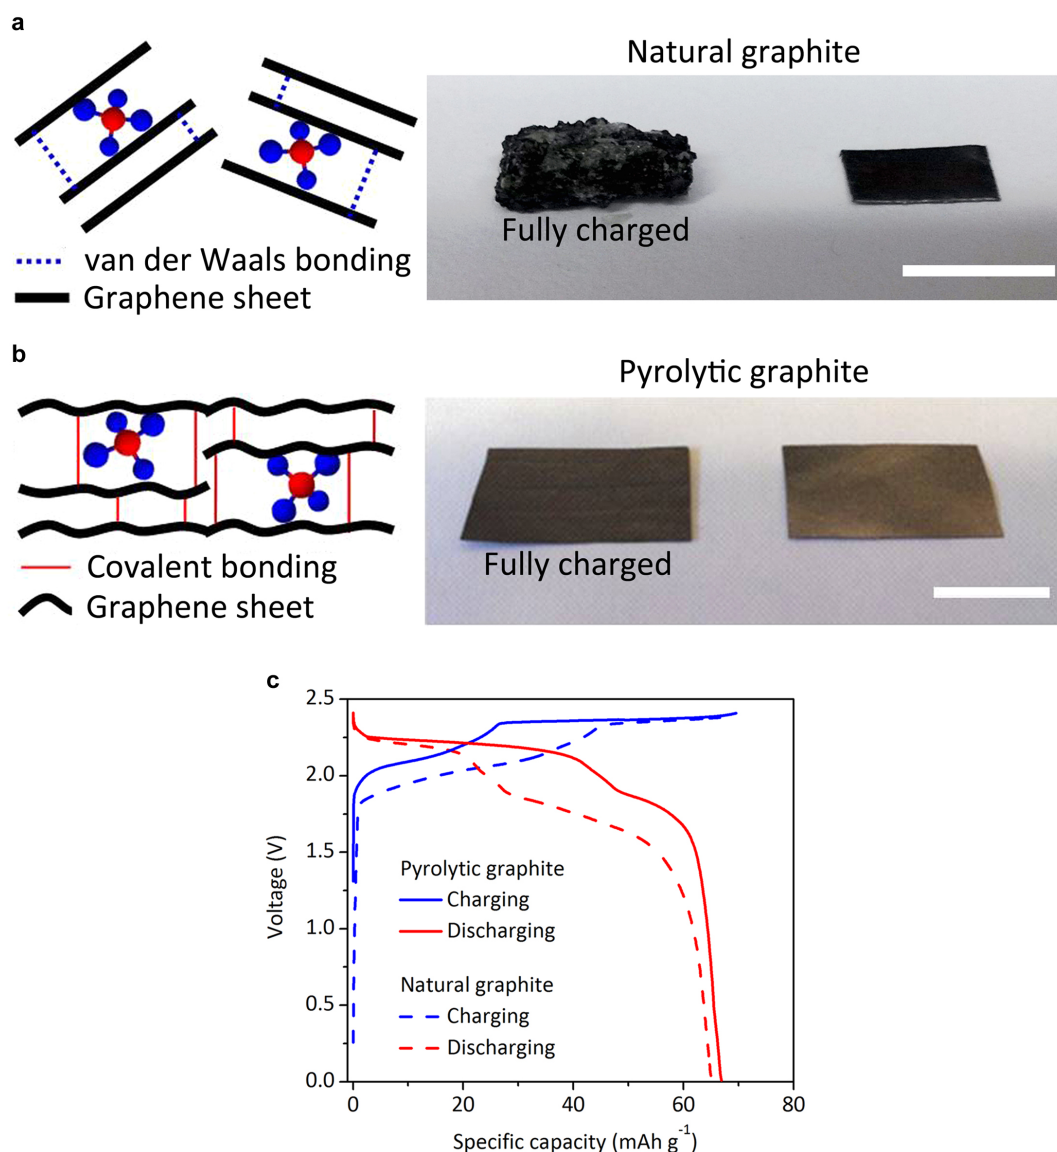 a
Natural graphite
Fully charged
van der Waals bonding
Graphene sheet
b
Pyrolytic graphite
Fully charged
Covalent bonding
Graphene sheet
c
2.5
2.0
1.5
1.0
0.5
0.0
Voltage (V)
Pyrolytic graphite
Charging
Discharging
Natural graphite
Charging
Discharging
0 20 40 60 80
Specific capacity (mAh g⁻¹)